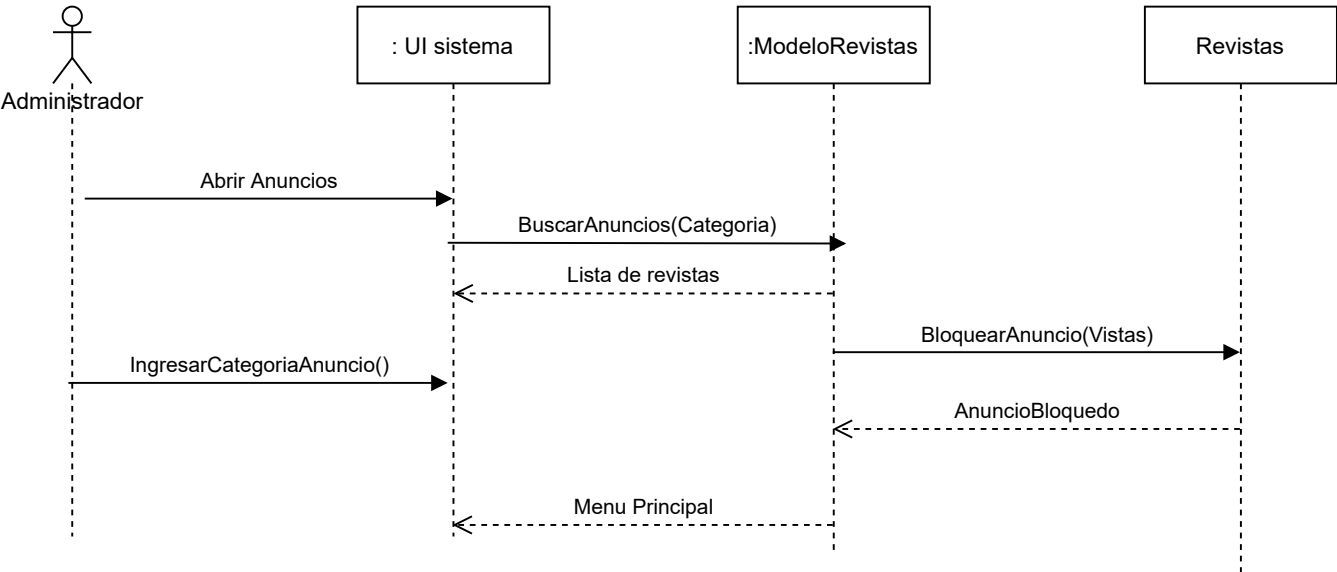 : UI sistema
:ModeloRevistas
Revistas
Administrador
Abrir Anuncios
BuscarAnuncios(Categoria)
Lista de revistas
BloquearAnuncio(Vistas)
IngresarCategoriaAnuncio()
AnuncioBloquedo
Menu Principal